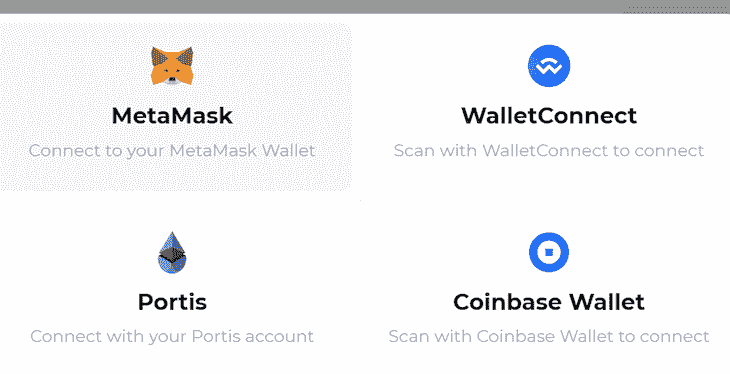 MetaMask
Connect to your MetaMask Wallet
WalletConnect
Scan with WalletConnect to connect
Portis
Connect with your Portis account
Coinbase Wallet
Scan with Coinbase Wallet to connect